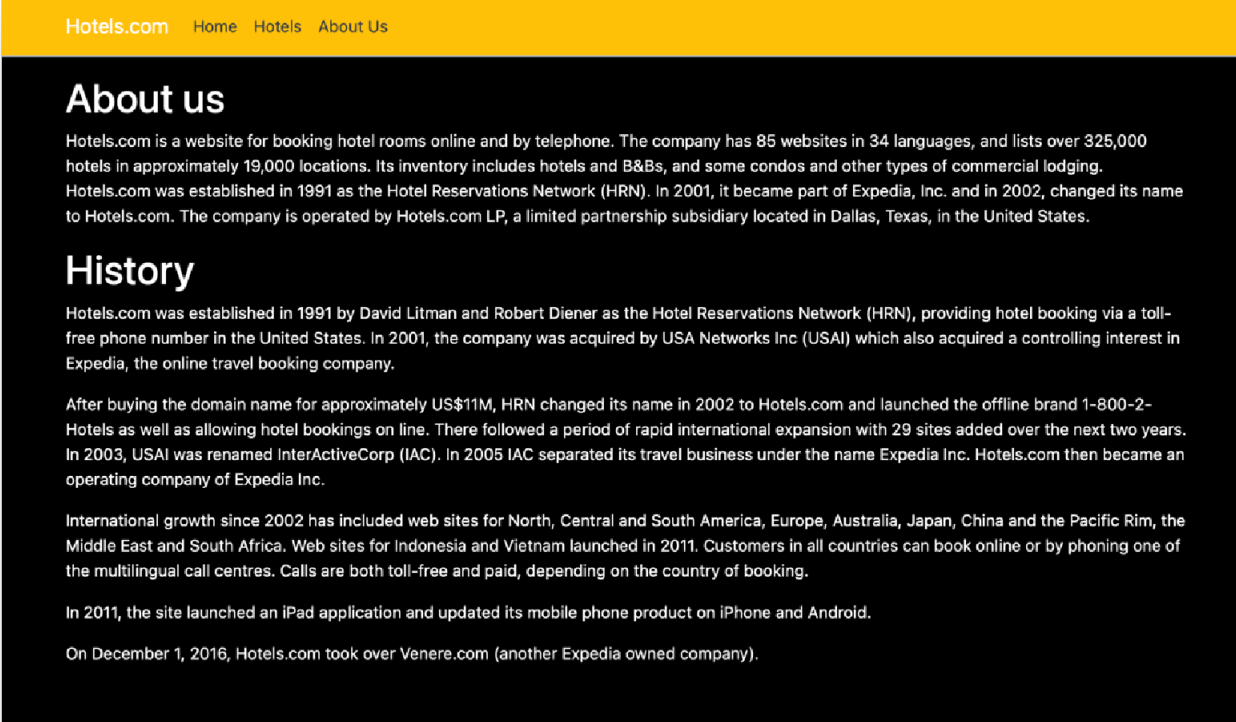 Hotels.com Home Hotels About Us
About us
Hotels.com is a website for booking hotel rooms online and by telephone. The company has 85 websites in 34 languages, and lists over 325,000
hotels in approximately 19,000 locations. Its inventory includes hotels and B&Bs, and some condos and other types of commercial lodging.
Hotels.com was established in 1991 as the Hotel Reservations Network (HRN). In 2001, it became part of Expedia, Inc. and in 2002, changed its name
to Hotels.com. The company is operated by Hotels.com LP, a limited partnership subsidiary located in Dallas, Texas, in the United States.
History
Hotels.com was established in 1991 by David Litman and Robert Diener as the Hotel Reservations Network (HRN), providing hotel booking via a toll-
free phone number in the United States. In 2001, the company was acquired by USA Networks Inc (USAI) which also acquired a controlling interest in
Expedia, the online travel booking company.
After buying the domain name for approximately US$11M, HRN changed its name in 2002 to Hotels.com and launched the offline brand 1-800-2-
Hotels as well as allowing hotel bookings on line. There followed a period of rapid international expansion with 29 sites added over the next two years.
In 2003, USAI was renamed InterActiveCorp (IAC). In 2005 IAC separated its travel business under the name Expedia Inc. Hotels.com then became an
operating company of Expedia Inc.
International growth since 2002 has included web sites for North, Central and South America, Europe, Australia, Japan, China and the Pacific Rim, the
Middle East and South Africa. Web sites for Indonesia and Vietnam launched in 2011. Customers in all countries can book online or by phoning one of
the multilingual call centres. Calls are both toll-free and paid, depending on the country of booking.
In 2011, the site launched an iPad application and updated its mobile phone product on iPhone and Android.
On December 1, 2016, Hotels.com took over Venere.com (another Expedia owned company).